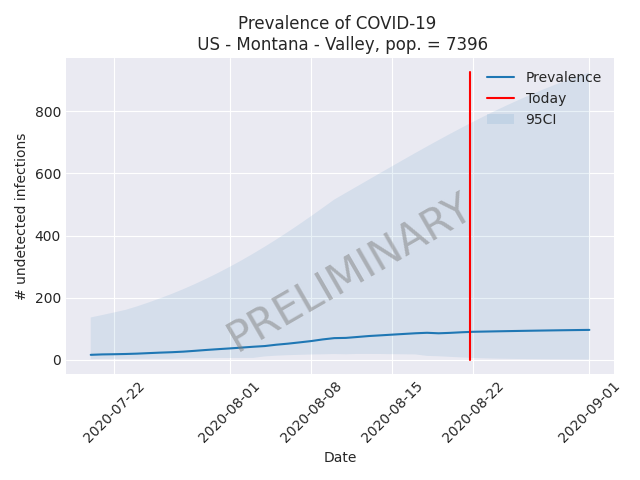 Prevalence of COVID-19
US - Montana - Valley, pop. = 7396
Prevalence
Today
95CI
# undetected infections
800
600
400
200
0
PRELIMINARY
2020-07-22
2020-08-01
2020-08-08
2020-08-15
2020-08-22
2020-09-01
Date